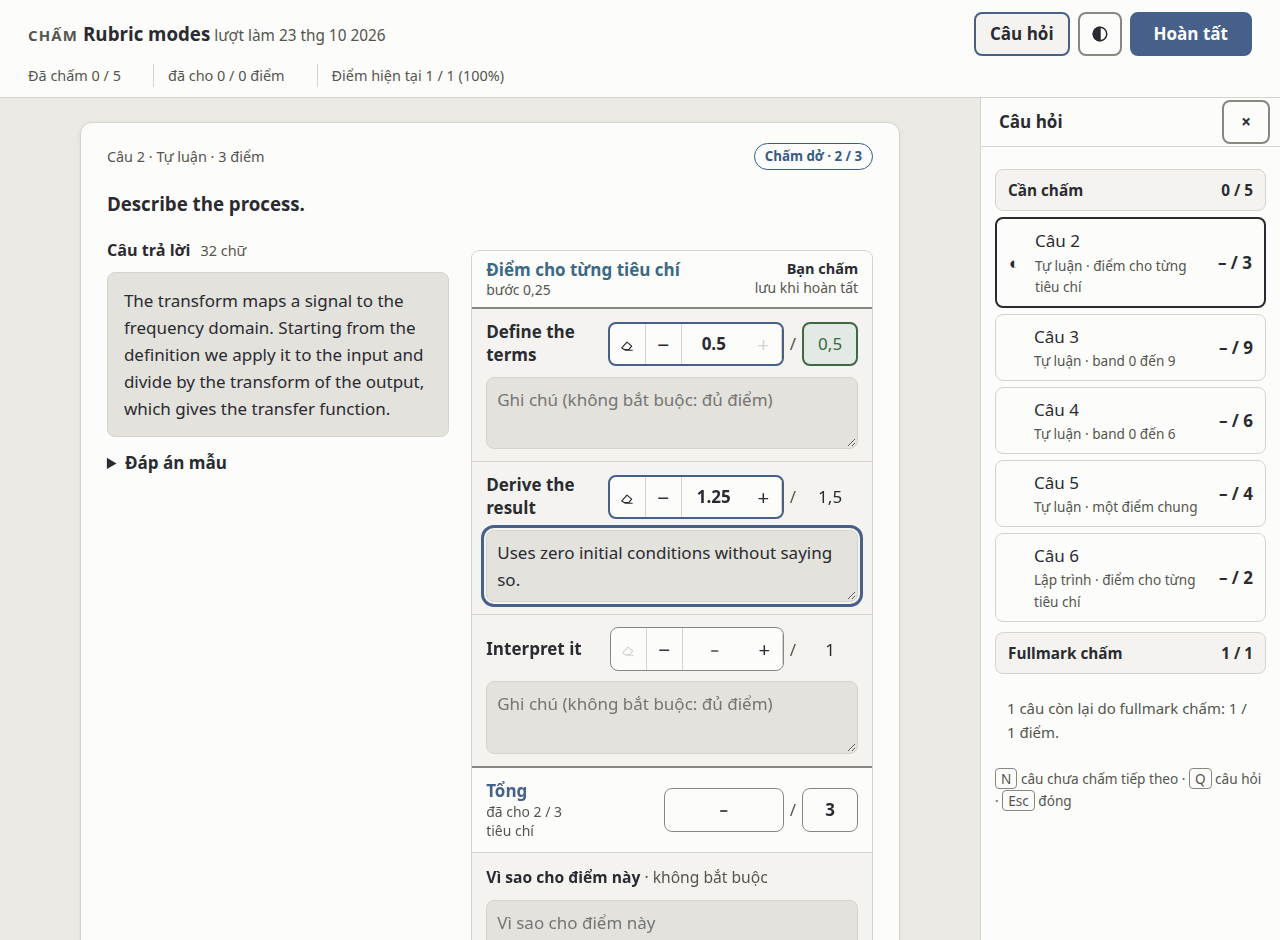 CHẤM Rubric modes lượt làm 23 thg 10 2026
Câu hỏi
Hoàn tất
Đã chấm 0 / 5
đã cho 0 / 0 điểm
Điểm hiện tại 1 / 1 (100%)
Câu 2 · Tự luận · 3 điểm
Chấm dở · 2 / 3
Describe the process.
Câu trả lời 32 chữ
The transform maps a signal to the
frequency domain. Starting from the
definition we apply it to the input and
divide by the transform of the output,
which gives the transfer function.
▶ Đáp án mẫu
Điểm cho từng tiêu chí
bước 0,25
Bạn chấm
lưu khi hoàn tất
Define the
terms
− 0.5 + / 0,5
Ghi chú (không bắt buộc: đủ điểm)
Derive the
result
− 1.25 + / 1,5
Uses zero initial conditions without saying
so.
Interpret it
− – + / 1
Ghi chú (không bắt buộc: đủ điểm)
Tổng
đã cho 2 / 3
tiêu chí
– / 3
Vì sao cho điểm này · không bắt buộc
Vì sao cho điểm này
Câu hỏi
×
Cần chấm 0 / 5
Câu 2
Tự luận · điểm cho từng
tiêu chí
– / 3
Câu 3
Tự luận · band 0 đến 9
– / 9
Câu 4
Tự luận · band 0 đến 6
– / 6
Câu 5
Tự luận · một điểm chung
– / 4
Câu 6
Lập trình · điểm cho từng
tiêu chí
– / 2
Fullmark chấm 1 / 1
1 câu còn lại do fullmark chấm: 1 /
1 điểm.
N câu chưa chấm tiếp theo · Q câu hỏi
· Esc đóng